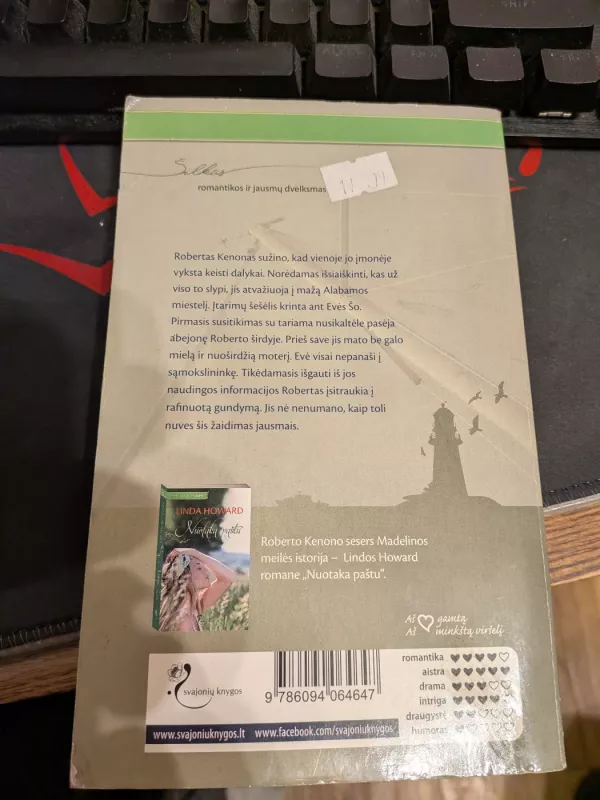 SHIFT
Šilkas
romantikos ir jausmų dvelksmas
Robertas Kenonas sužino, kad vienoje jo įmonėje
vyksta keisti dalykai. Norėdamas išsiaiškinti, kas už
viso to slypi, jis atvažiuoja į mažą Alabamos
miestelį. Įtarimų šešėlis krinta ant Evės Šo.
Pirmasis susitikimas su tariama nusikaltėle pasėja
abejonę Roberto širdyje. Prieš save jis mato be galo
mielą ir nuoširdžią moterį. Evė visai nepanaši į
sąmokslininkę. Tikėdamasis išgauti iš jos
naudingos informacijos Robertas įsitraukia į
rafinuotą gundymą. Jis nė nenumano, kaip toli
nuves šis žaidimas jausmais.
LINDA HOWARD
Nuotaka paštu
Roberto Kenono sesers Madelinos
meilės istorija – Lindos Howard
romane „Nuotaka paštu“.
Aš gamtą
Aš minkštą viršelį
svajonių knygos
9 786094 064647
www.svajoniuknygos.lt www.facebook.com/svajoniuknygos
romantika
aistra
drama
intriga
draugystė
humoras